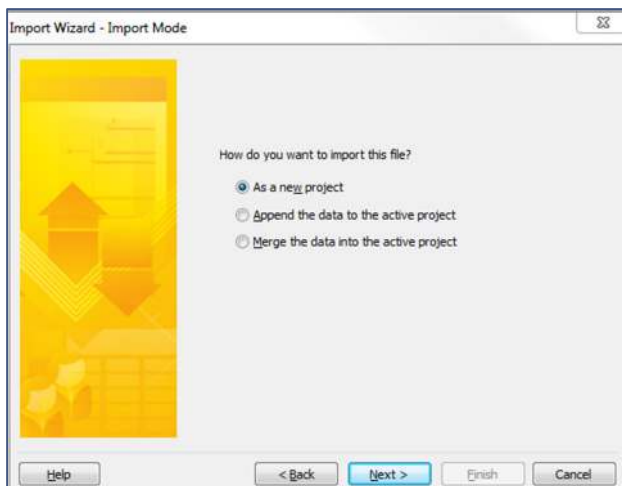 Import Wizard - Import Mode
How do you want to import this file?
As a new project
Append the data to the active project
Merge the data into the active project
Help
< Back
Next >
Finish
Cancel